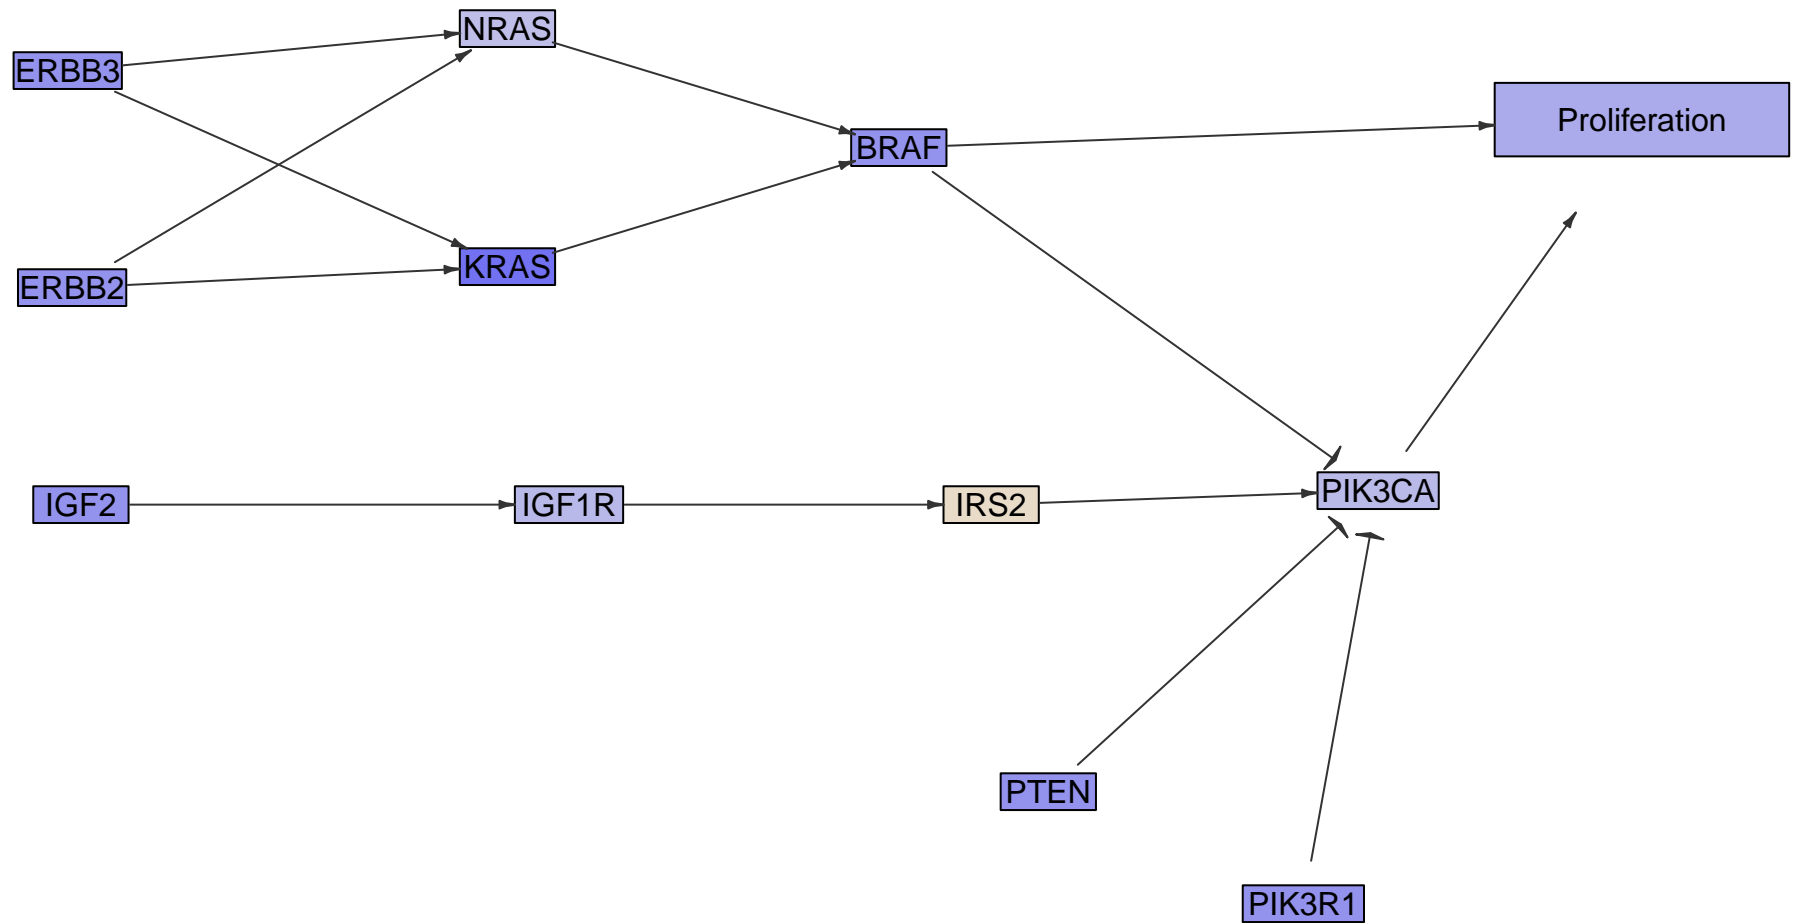 NRAS
ERBB3
Proliferation
BRAF
KRAS
ERBB2
IGF2
IGF1R
IRS2
PIK3CA
PTEN
PIK3R1